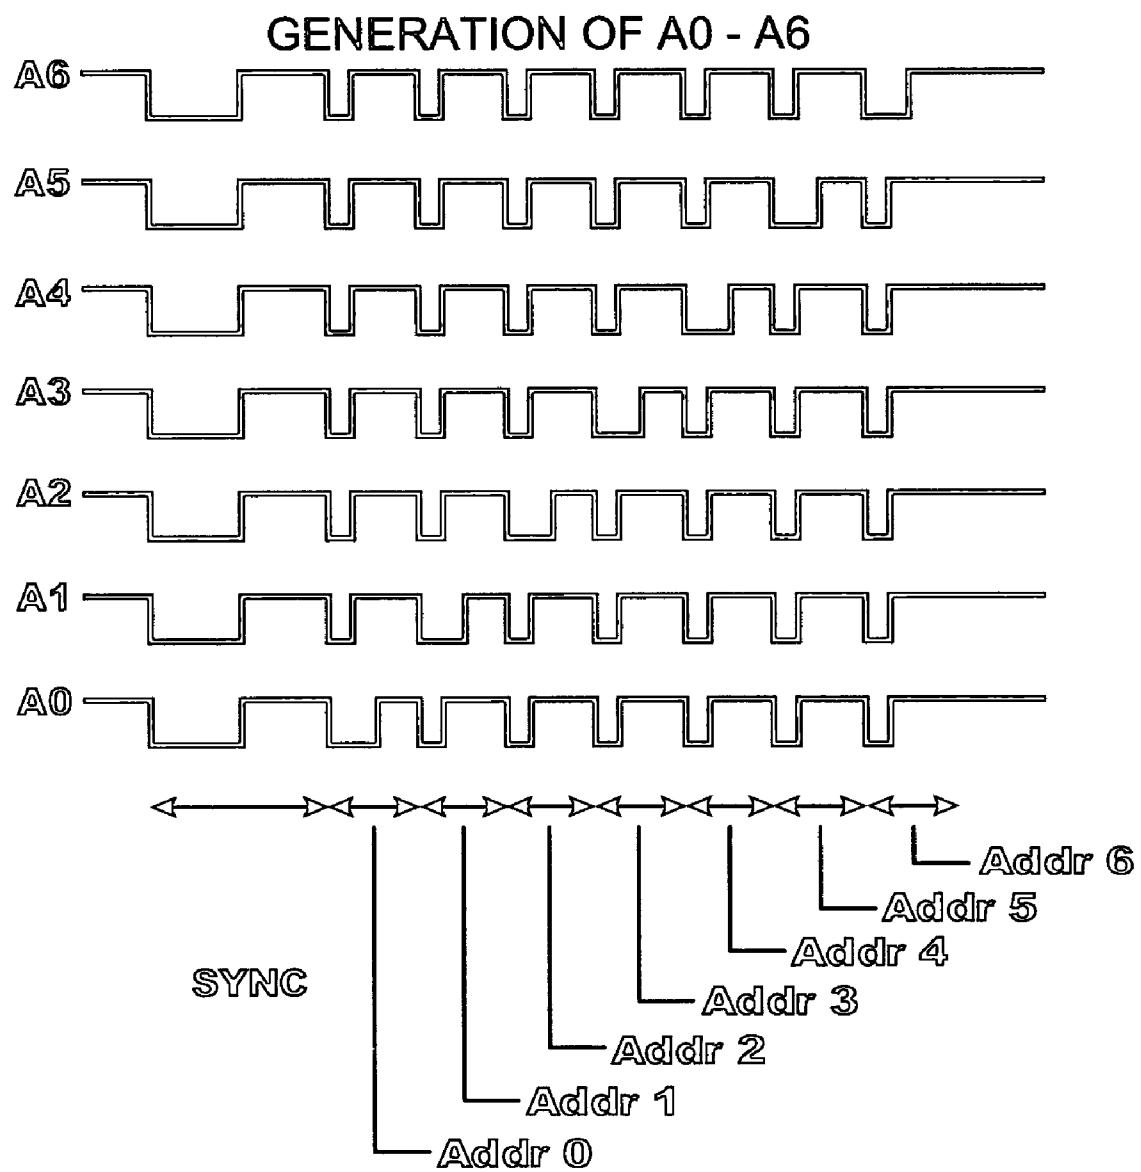 GENERATION OF A0 - A6
A6
A5
A4
A3
A2
A1
A0
Addr 6
Addr 5
Addr 4
SYNC
Addr 3
Addr 2
Addr 1
Addr 0